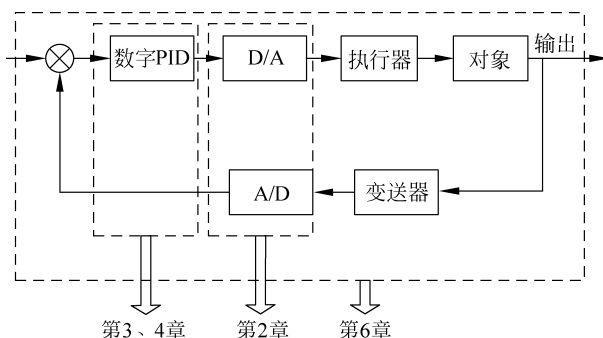 输出
数字PID
D/A
执行器
对象
A/D
变送器
第3、4章
第2章
第6章